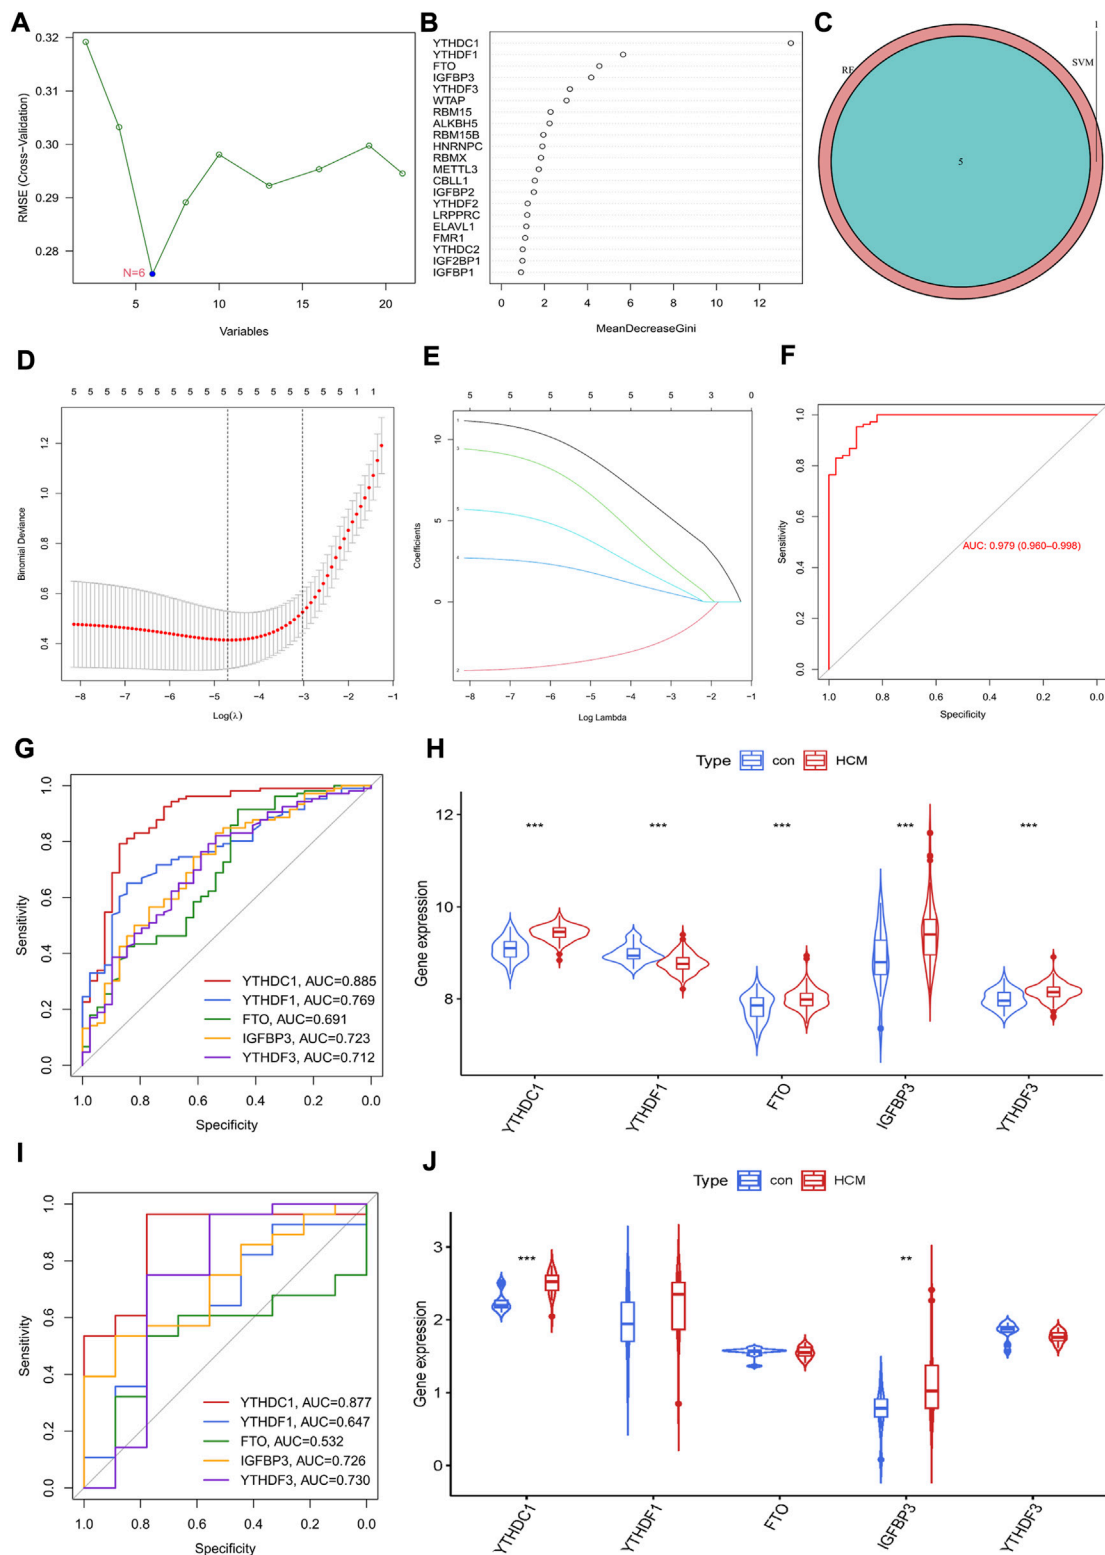 A
0.32
0.31
0.30
0.29
0.28
RMSE (Cross−Validation)
N=6
5 10 15 20
Variables
B
YTHDC1
YTHDF1
FTO
IGFBP3
YTHDF3
WTAP
RBM15
ALKBH5
RBM15B
HNRNPC
RBMX
METTL3
CBLL1
IGFBP2
YTHDF2
LRPPRC
ELAVL1
FMR1
YTHDC2
IGF2BP1
IGFBP1
0 2 4 6 8 10 12
MeanDecreaseGini
C
1
SVM
RF
5
D
5 5 5 5 5 5 5 5 5 5 5 5 5 5 5 5 5 1 1
1.2
1.0
0.8
0.6
0.4
Binomial Deviance
−8 −7 −6 −5 −4 −3 −2 −1
Log(λ)
E
5 5 5 5 5 5 3 0
10
5
0
Coefficients
1
3
5
4
2
−8 −7 −6 −5 −4 −3 −2 −1
Log Lambda
F
1.0
0.8
0.6
0.4
0.2
0.0
Sensitivity
AUC: 0.979 (0.960−0.998)
1.0 0.8 0.6 0.4 0.2 0.0
Specificity
G
1.0
0.8
0.6
0.4
0.2
0.0
Sensitivity
YTHDC1, AUC=0.885
YTHDF1, AUC=0.769
FTO, AUC=0.691
IGFBP3, AUC=0.723
YTHDF3, AUC=0.712
1.0 0.8 0.6 0.4 0.2 0.0
Specificity
H
Type con HCM
12
10
8
Gene expression
*** *** *** *** ***
YTHDC1
YTHDF1
FTO
IGFBP3
YTHDF3
I
1.0
0.8
0.6
0.4
0.2
0.0
Sensitivity
YTHDC1, AUC=0.877
YTHDF1, AUC=0.647
FTO, AUC=0.532
IGFBP3, AUC=0.726
YTHDF3, AUC=0.730
1.0 0.8 0.6 0.4 0.2 0.0
Specificity
J
Type con HCM
3
2
1
0
Gene expression
*** **
YTHDC1
YTHDF1
FTO
IGFBP3
YTHDF3